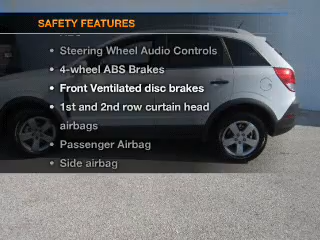 SAFETY FEATURES
• Steering Wheel Audio Controls
• 4-wheel ABS Brakes
• Front Ventilated disc brakes
• 1st and 2nd row curtain head
airbags
• Passenger Airbag
• Side airbag